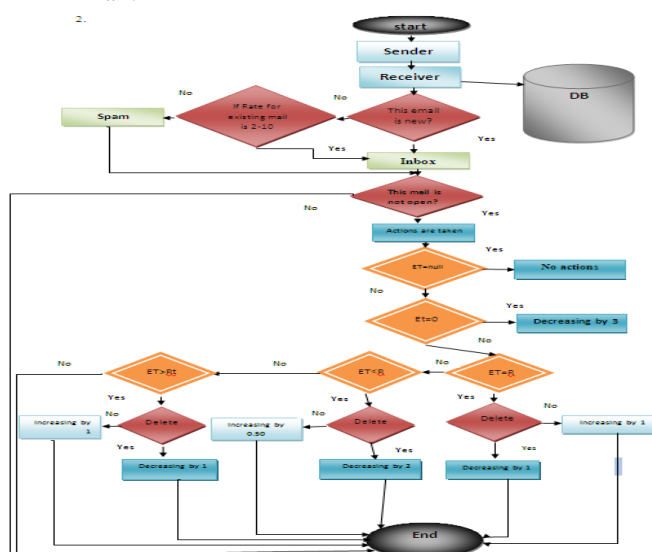 2.
start
Sender
Receiver
DB
No
No
If Rate for
existing mail
is 2-10
This email
is new?
Spam
Yes
Yes
Inbox
This mail is
not open?
No
Yes
Actions are taken
Yes
ET=null
No actions
No
Et=0
Yes
Decreasing by 3
No
No
No
No
ET>Rt
ET<R
ET=R
Yes
Yes
Yes
No
No
No
Increasing by
1
Delete
Increasing by
0.50
Delete
Delete
Increasing by 1
Yes
Yes
Yes
Decreasing by 1
Decreasing by 2
Decreasing by 1
End